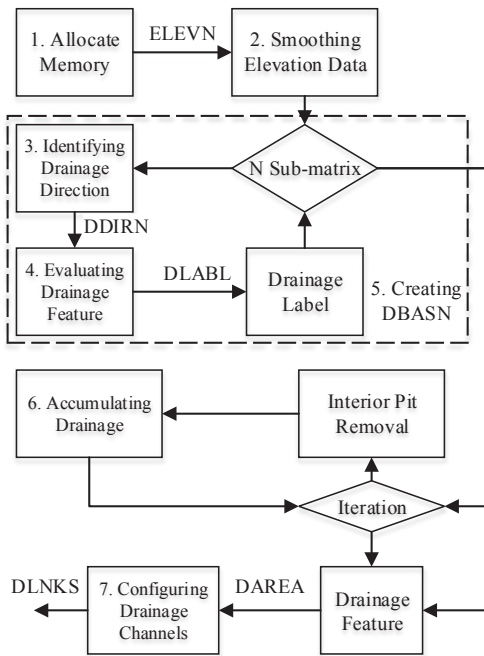 1. Allocate
Memory
ELEVN
2. Smoothing
Elevation Data
3. Identifying
Drainage
Direction
N Sub-matrix
DDIRN
4. Evaluating
Drainage
Feature
DLABL
Drainage
Label
5. Creating
DBASN
6. Accumulating
Drainage
Interior Pit
Removal
Iteration
DLNKS
7. Configuring
Drainage
Channels
DAREA
Drainage
Feature